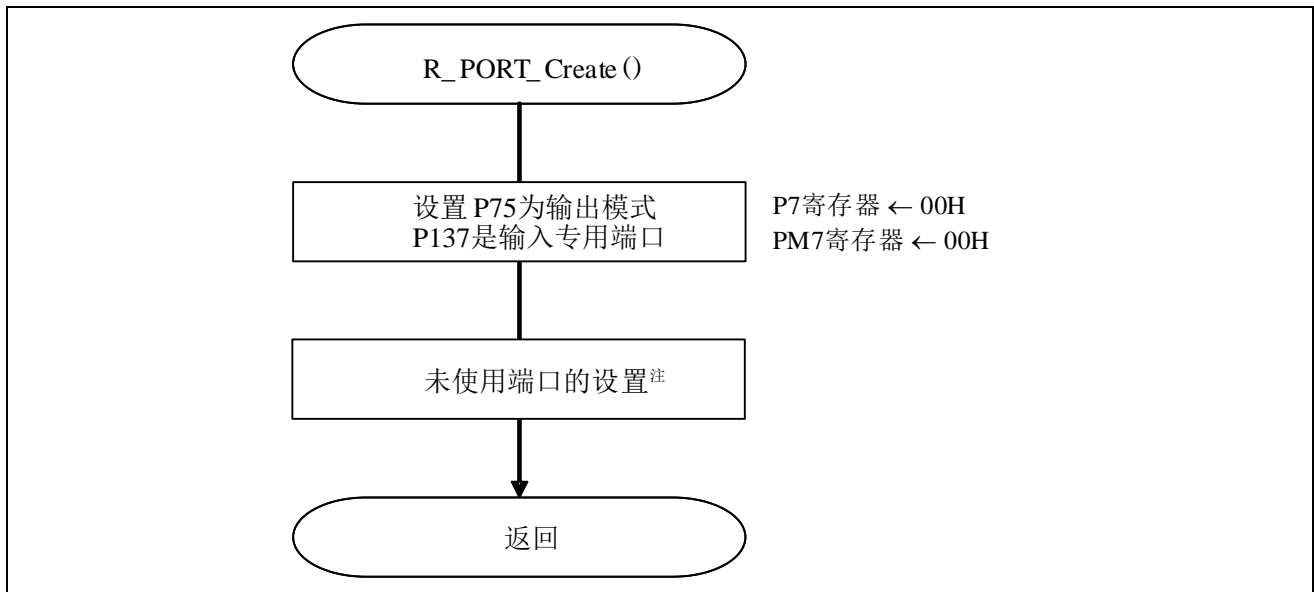 R_PORT_Create()
设置 P75为输出模式
P137是输入专用端口
P7寄存器 ← 00H
PM7寄存器 ← 00H
未使用端口的设置注
返回